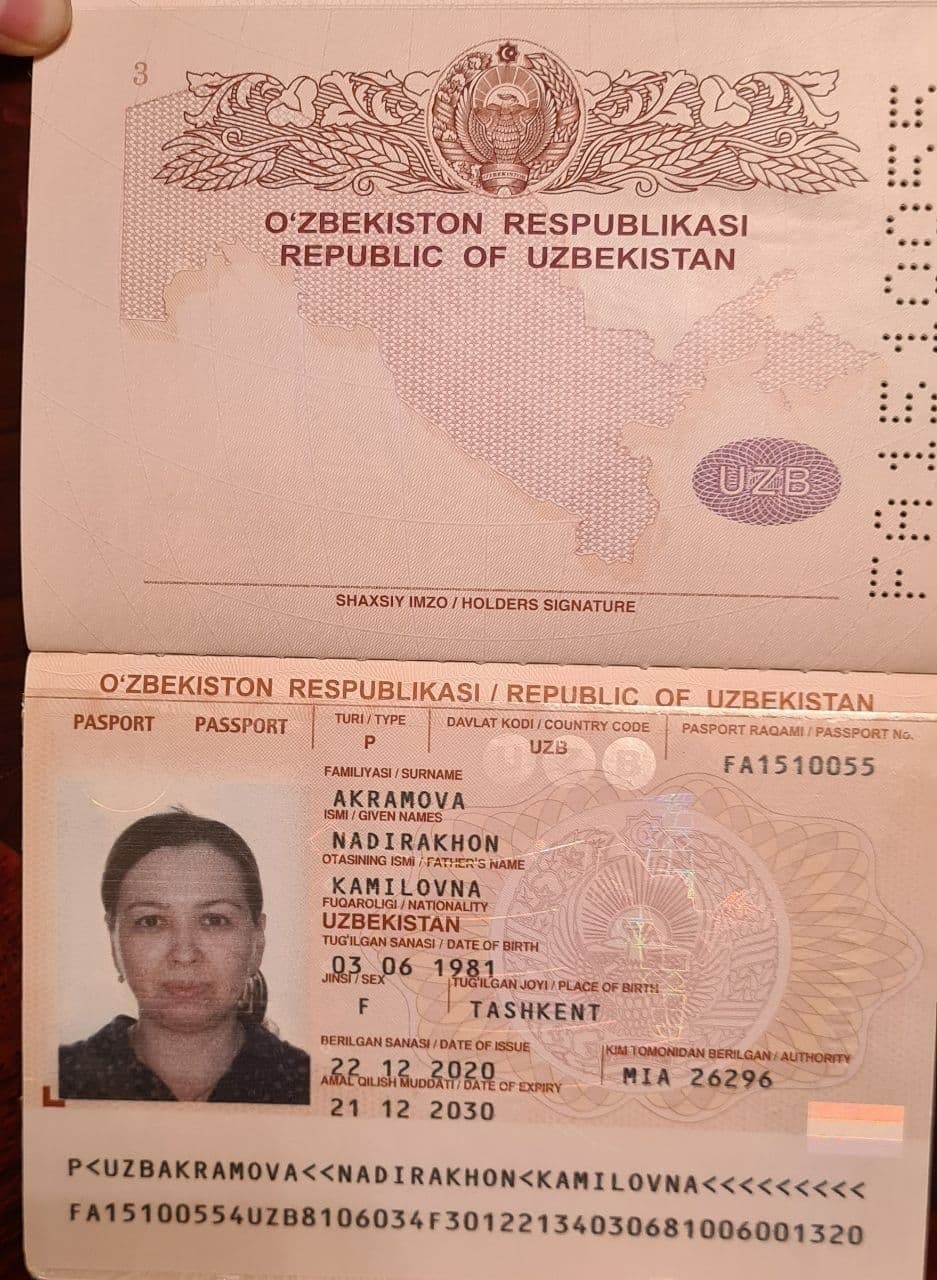 3
O'ZBEKISTON
O'ZBEKISTON RESPUBLIKASI
REPUBLIC OF UZBEKISTAN
UZB
FA1510055
SHAXSIY IMZO / HOLDERS SIGNATURE
O'ZBEKISTON RESPUBLIKASI / REPUBLIC OF UZBEKISTAN
PASPORT PASSPORT TURI / TYPE DAVLAT KODI / COUNTRY CODE PASPORT RAQAMI / PASSPORT No.
P UZB FA1510055
FAMILIYASI / SURNAME
AKRAMOVA
ISMI / GIVEN NAMES
NADIRAKHON
OTASINING ISMI / FATHER'S NAME
KAMILOVNA
FUQAROLIGI / NATIONALITY
UZBEKISTAN
TUG'ILGAN SANASI / DATE OF BIRTH
03 06 1981
JINSI / SEX TUG'ILGAN JOYI / PLACE OF BIRTH
F TASHKENT
BERILGAN SANASI / DATE OF ISSUE KIM TOMONIDAN BERILGAN / AUTHORITY
22 12 2020 MIA 26296
AMAL QILISH MUDDATI / DATE OF EXPIRY
21 12 2030
P<UZBAKRAMOVA<<NADIRAKHON<KAMILOVNA<<<<<<<<<
FA15100554UZB8106034F30122134030681006001320